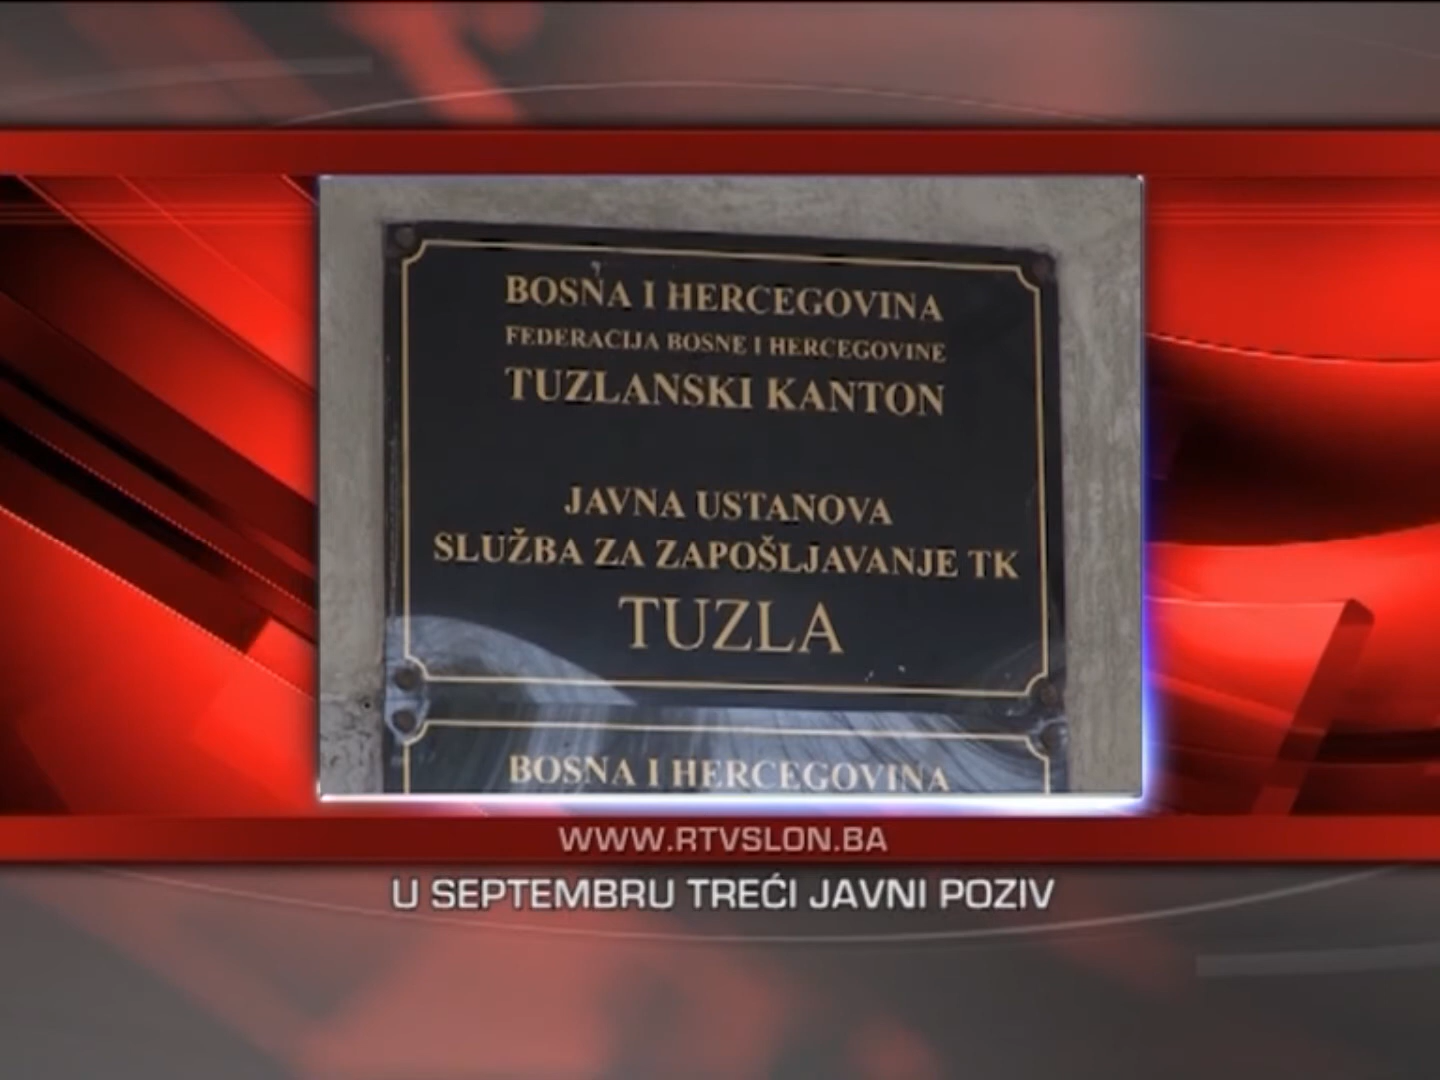 BOSNA I HERCEGOVINA
FEDERACIJA BOSNE I HERCEGOVINE
TUZLANSKI KANTON
JAVNA USTANOVA
SLUŽBA ZA ZAPOŠLJAVANJE TK
TUZLA
BOSNA I HERCEGOVINA
WWW.RTVSLON.BA
U SEPTEMBRU TREĆI JAVNI POZIV